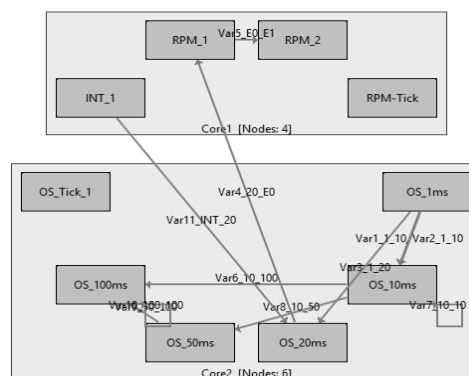 RPM_1
Var5_E0_E1
RPM_2
INT_1
RPM-Tick
Core1 [Nodes: 4]
OS_Tick_1
Var4_20_E0
OS_1ms
Var11_INT_20
Var1_1_10, Var2_1_10
Var3_1_20
OS_100ms
Var6_10_100
OS_10ms
Var8_10_50
Var7_10_10
OS_50ms
OS_20ms
Core2 [Nodes: 6]